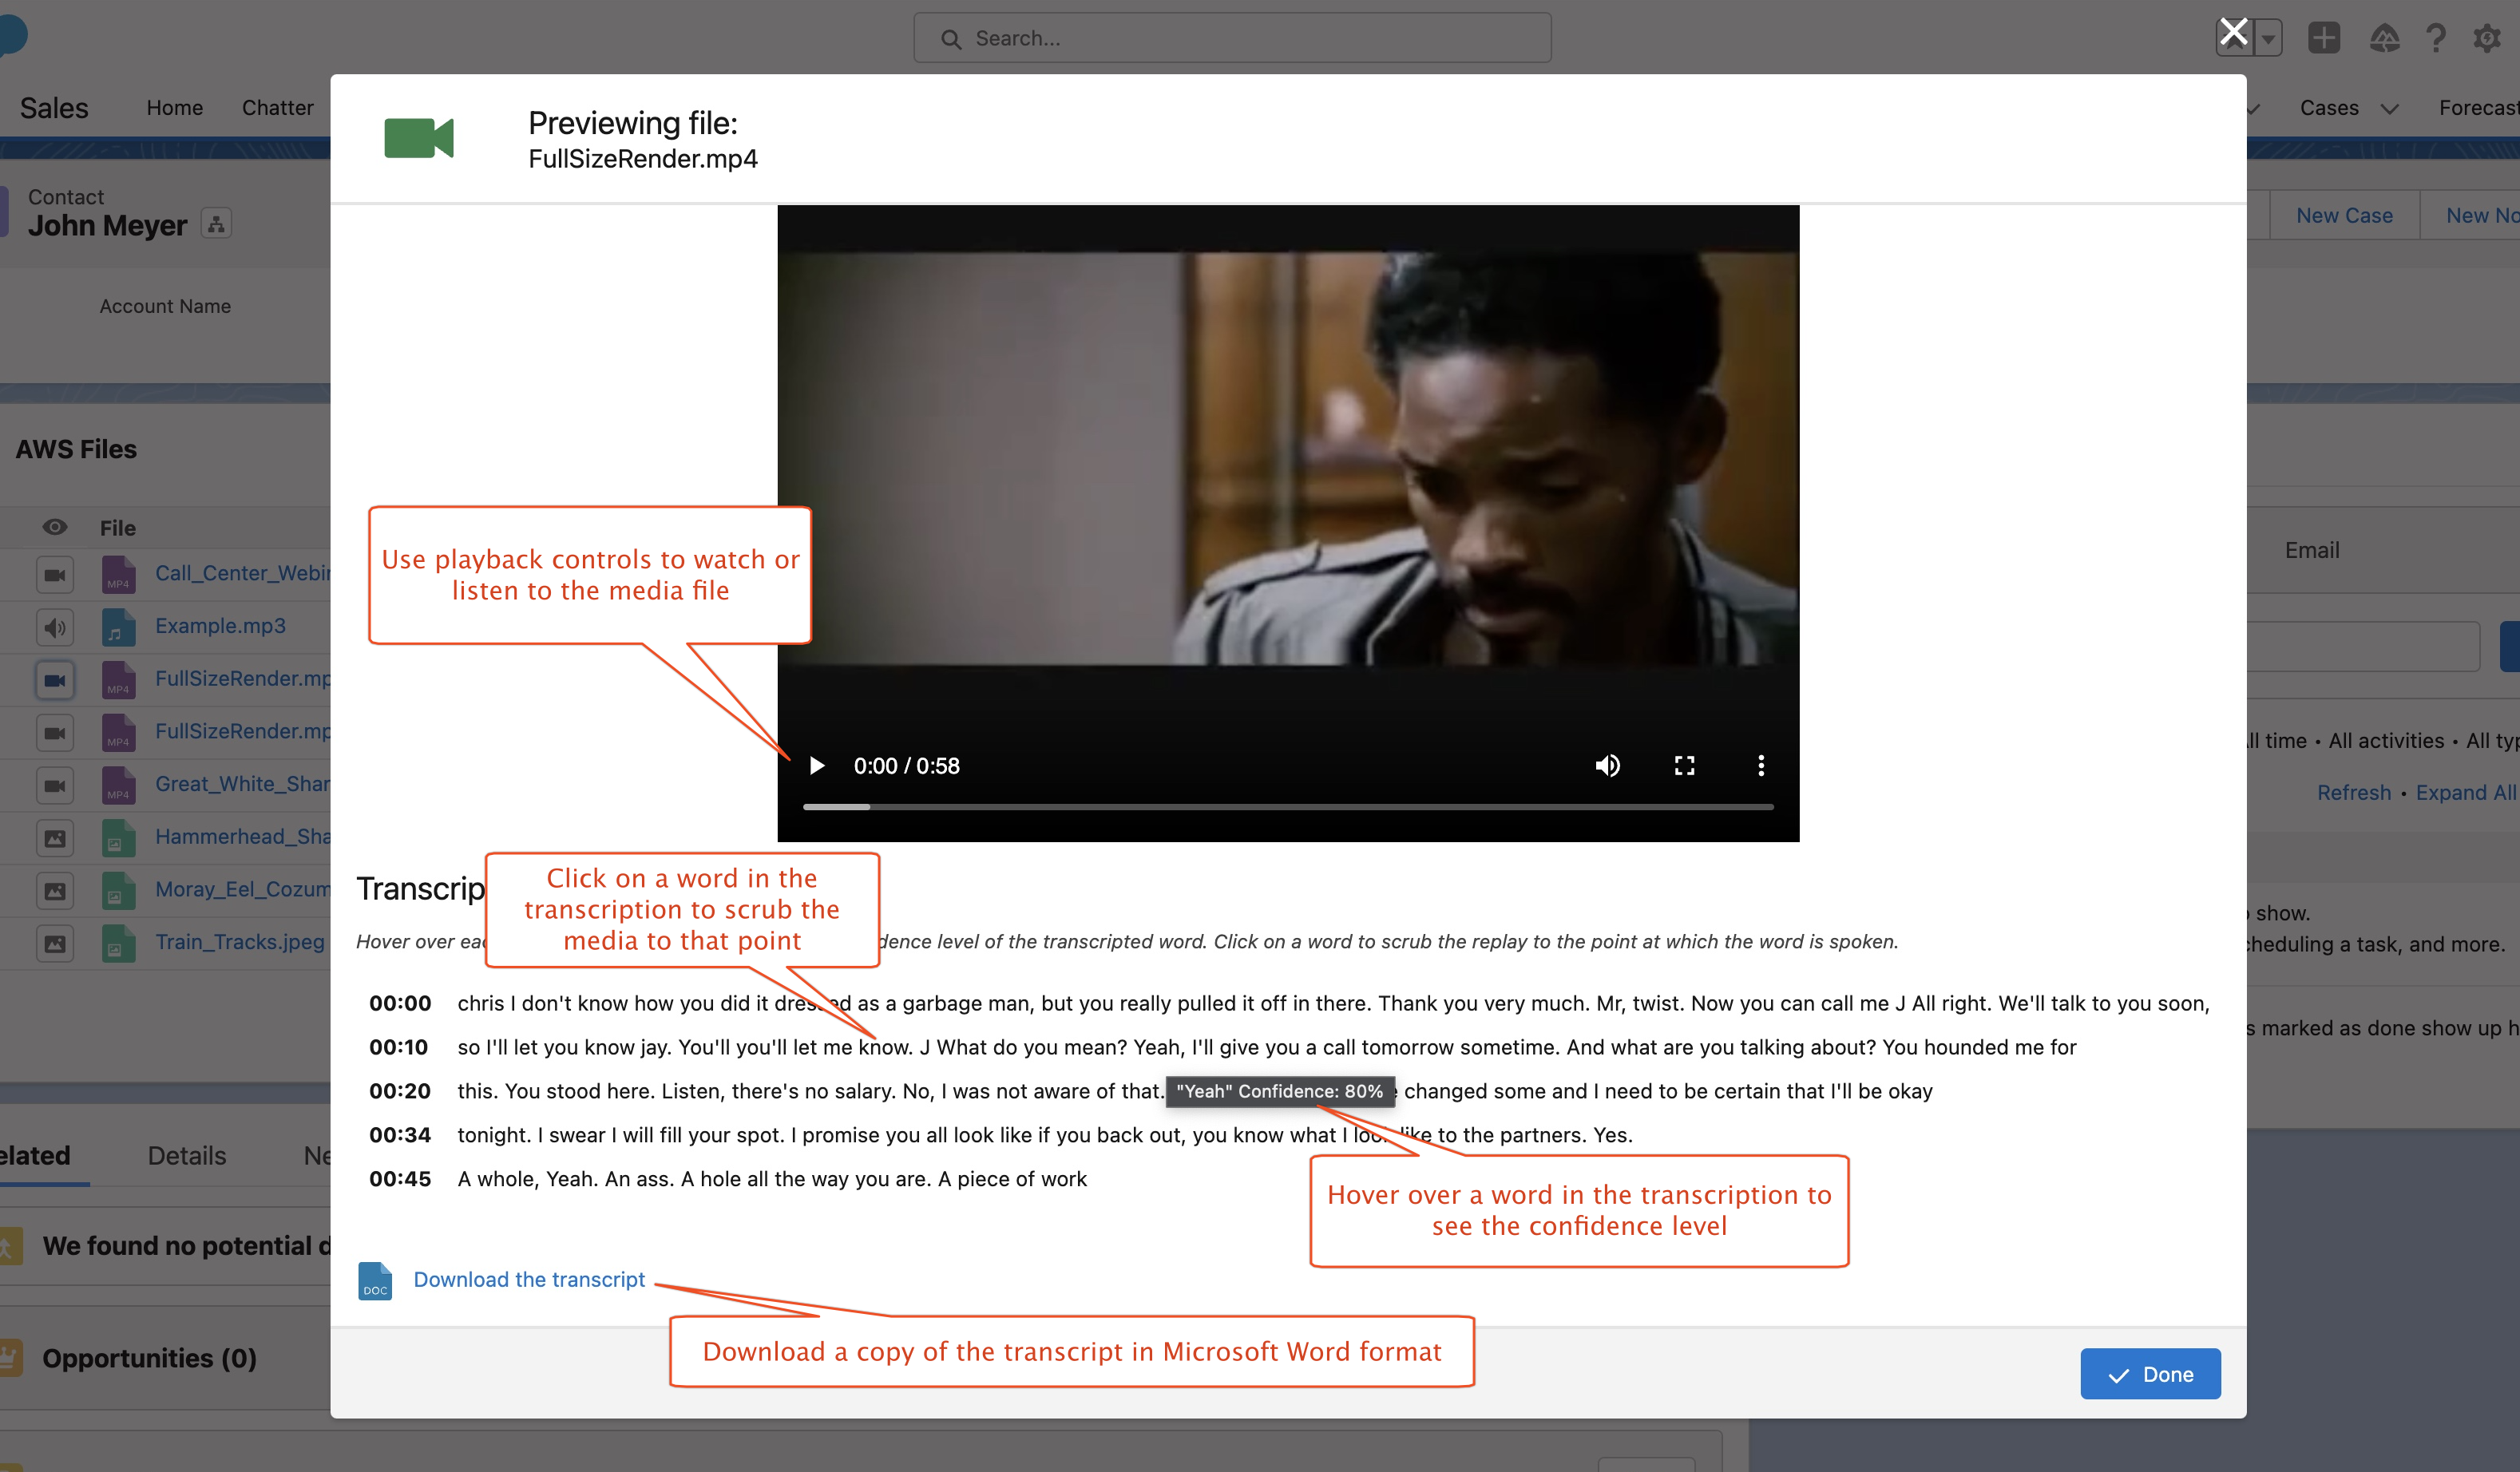 Search...
Sales
Home
Chatter
Cases
Forecast
Previewing file:
FullSizeRender.mp4
Contact
John Meyer
New Case
New No
Account Name
AWS Files
File
Email
MP4
Call_Center_Webin
Example.mp3
MP4
FullSizeRender.mp
MP4
FullSizeRender.mp
MP4
Great_White_Shar
Hammerhead_Sha
Moray_Eel_Cozum
Train_Tracks.jpeg
Use playback controls to watch or
listen to the media file
0:00 / 0:58
All time • All activities • All typ
Refresh • Expand All
show.
cheduling a task, and more.
s marked as done show up h
Transcrip
Click on a word in the
transcription to scrub the
media to that point
Hover over eac
dence level of the transcripted word. Click on a word to scrub the replay to the point at which the word is spoken.
00:00 chris I don't know how you did it dressed as a garbage man, but you really pulled it off in there. Thank you very much. Mr, twist. Now you can call me J All right. We'll talk to you soon,
00:10 so I'll let you know jay. You'll you'll let me know. J What do you mean? Yeah, I'll give you a call tomorrow sometime. And what are you talking about? You hounded me for
00:20 this. You stood here. Listen, there's no salary. No, I was not aware of that. "Yeah" Confidence: 80% changed some and I need to be certain that I'll be okay
00:34 tonight. I swear I will fill your spot. I promise you all look like if you back out, you know what I look like to the partners. Yes.
00:45 A whole, Yeah. An ass. A hole all the way you are. A piece of work
Hover over a word in the transcription to
see the confidence level
DOC
Download the transcript
Download a copy of the transcript in Microsoft Word format
Done
elated
Details
Ne
We found no potential d
Opportunities (0)